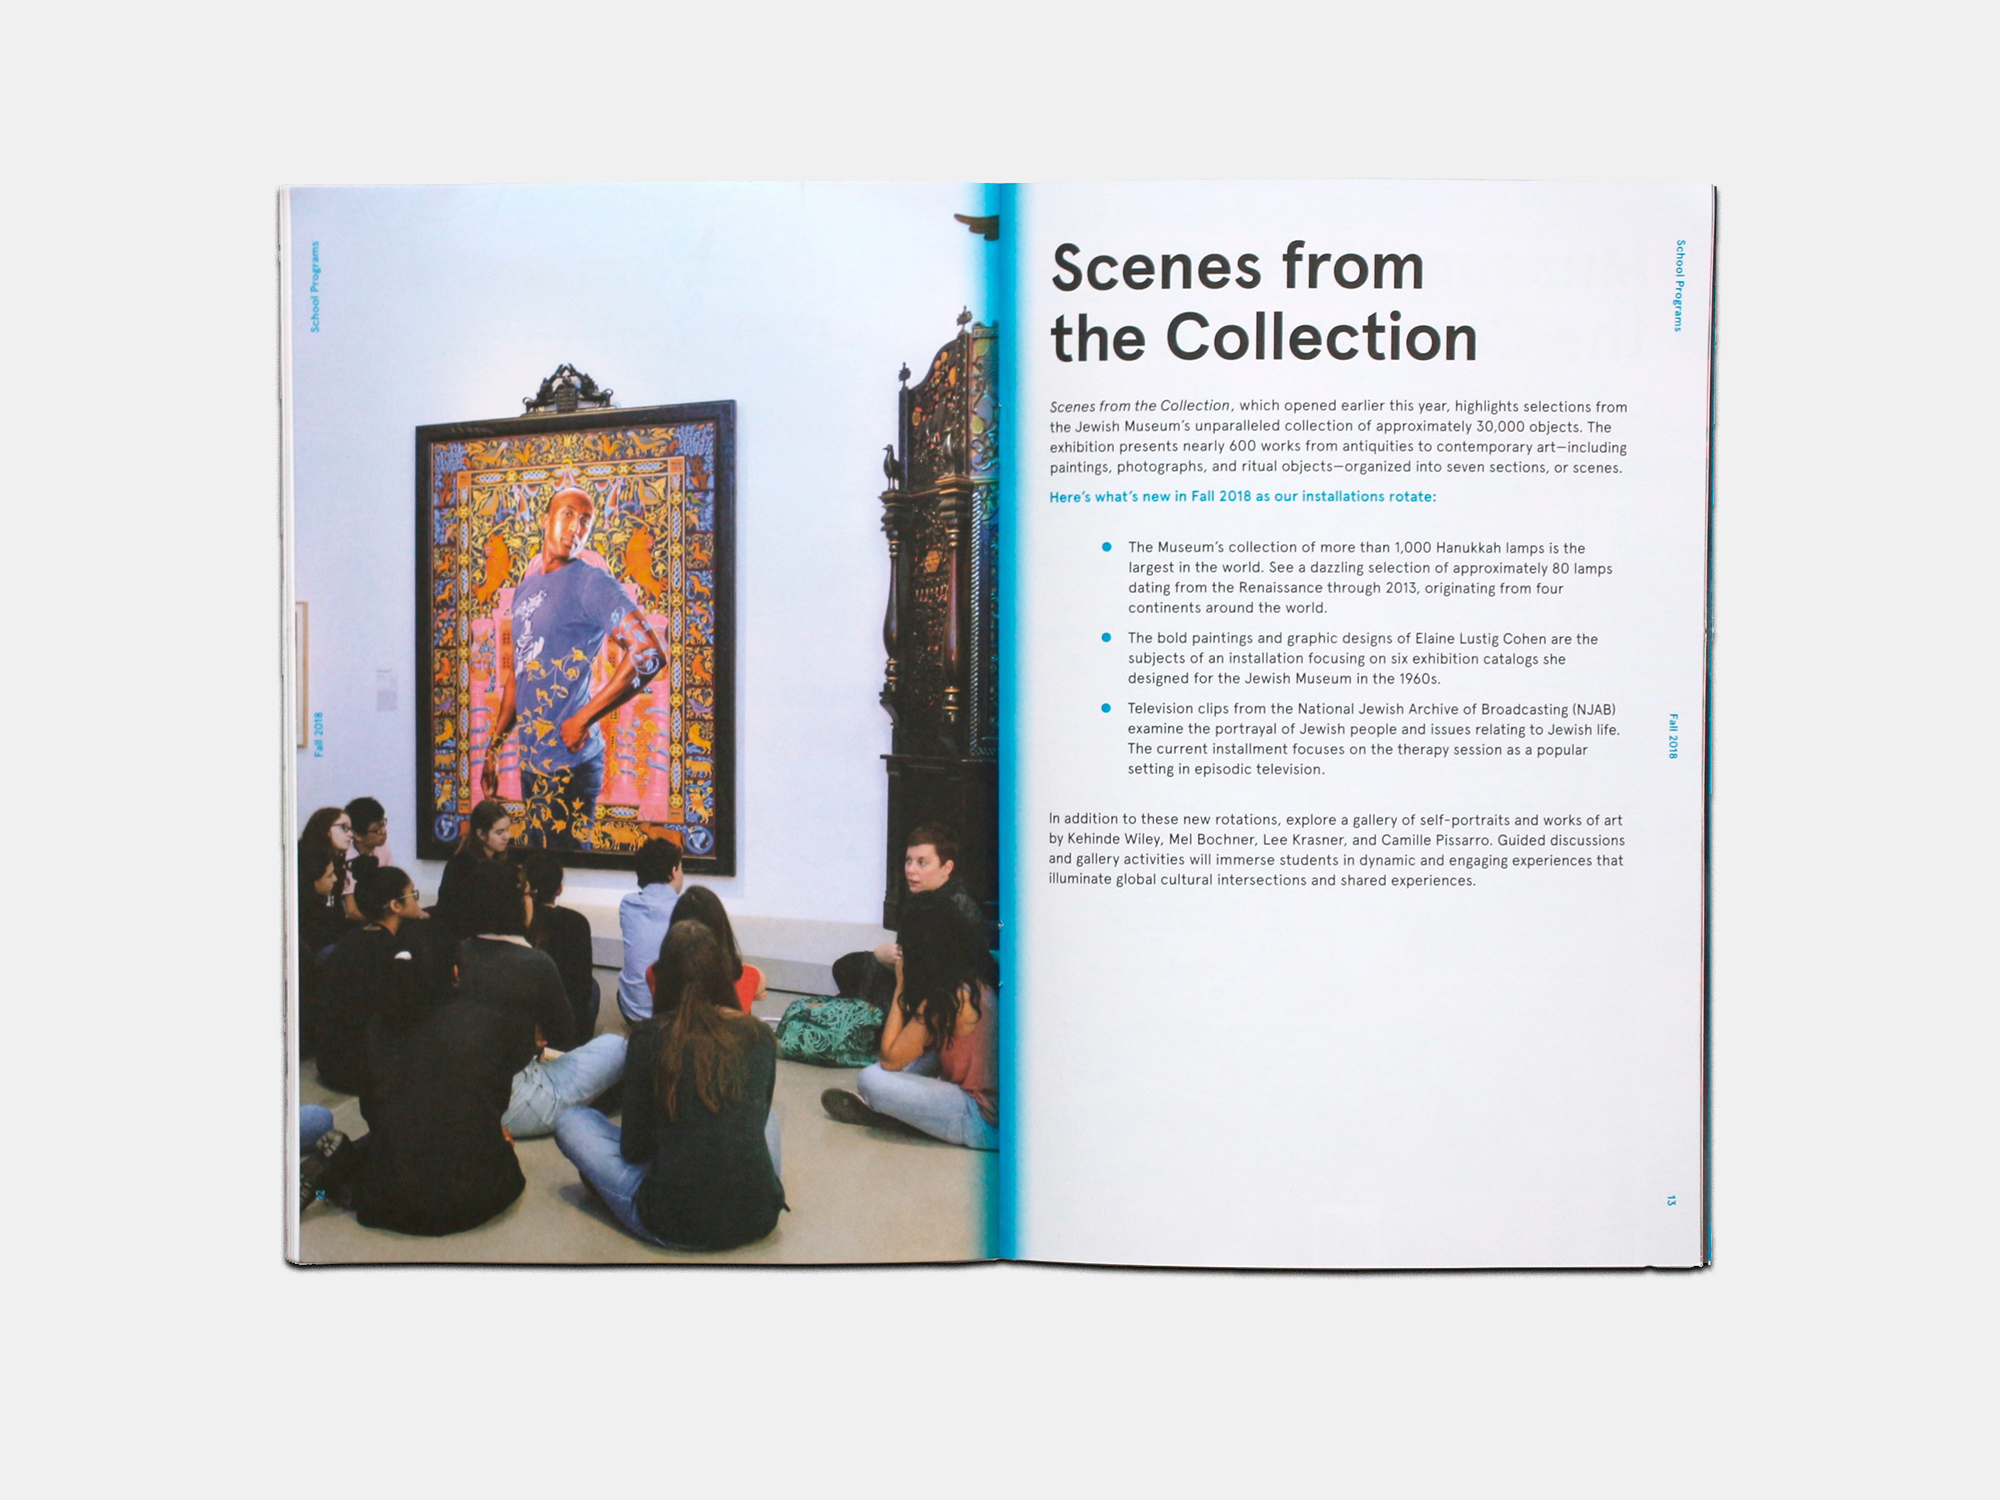 School Programs
Fall 2018
Scenes from
the Collection
Scenes from the Collection, which opened earlier this year, highlights selections from
the Jewish Museum's unparalleled collection of approximately 30,000 objects. The
exhibition presents nearly 600 works from antiquities to contemporary art—including
paintings, photographs, and ritual objects—organized into seven sections, or scenes.
Here's what's new in Fall 2018 as our installations rotate:
The Museum's collection of more than 1,000 Hanukkah lamps is the
largest in the world. See a dazzling selection of approximately 80 lamps
dating from the Renaissance through 2013, originating from four
continents around the world.
The bold paintings and graphic designs of Elaine Lustig Cohen are the
subjects of an installation focusing on six exhibition catalogs she
designed for the Jewish Museum in the 1960s.
Television clips from the National Jewish Archive of Broadcasting (NJAB)
examine the portrayal of Jewish people and issues relating to Jewish life.
The current installment focuses on the therapy session as a popular
setting in episodic television.
In addition to these new rotations, explore a gallery of self-portraits and works of art
by Kehinde Wiley, Mel Bochner, Lee Krasner, and Camille Pissarro. Guided discussions
and gallery activities will immerse students in dynamic and engaging experiences that
illuminate global cultural intersections and shared experiences.
School Programs
Fall 2018
13